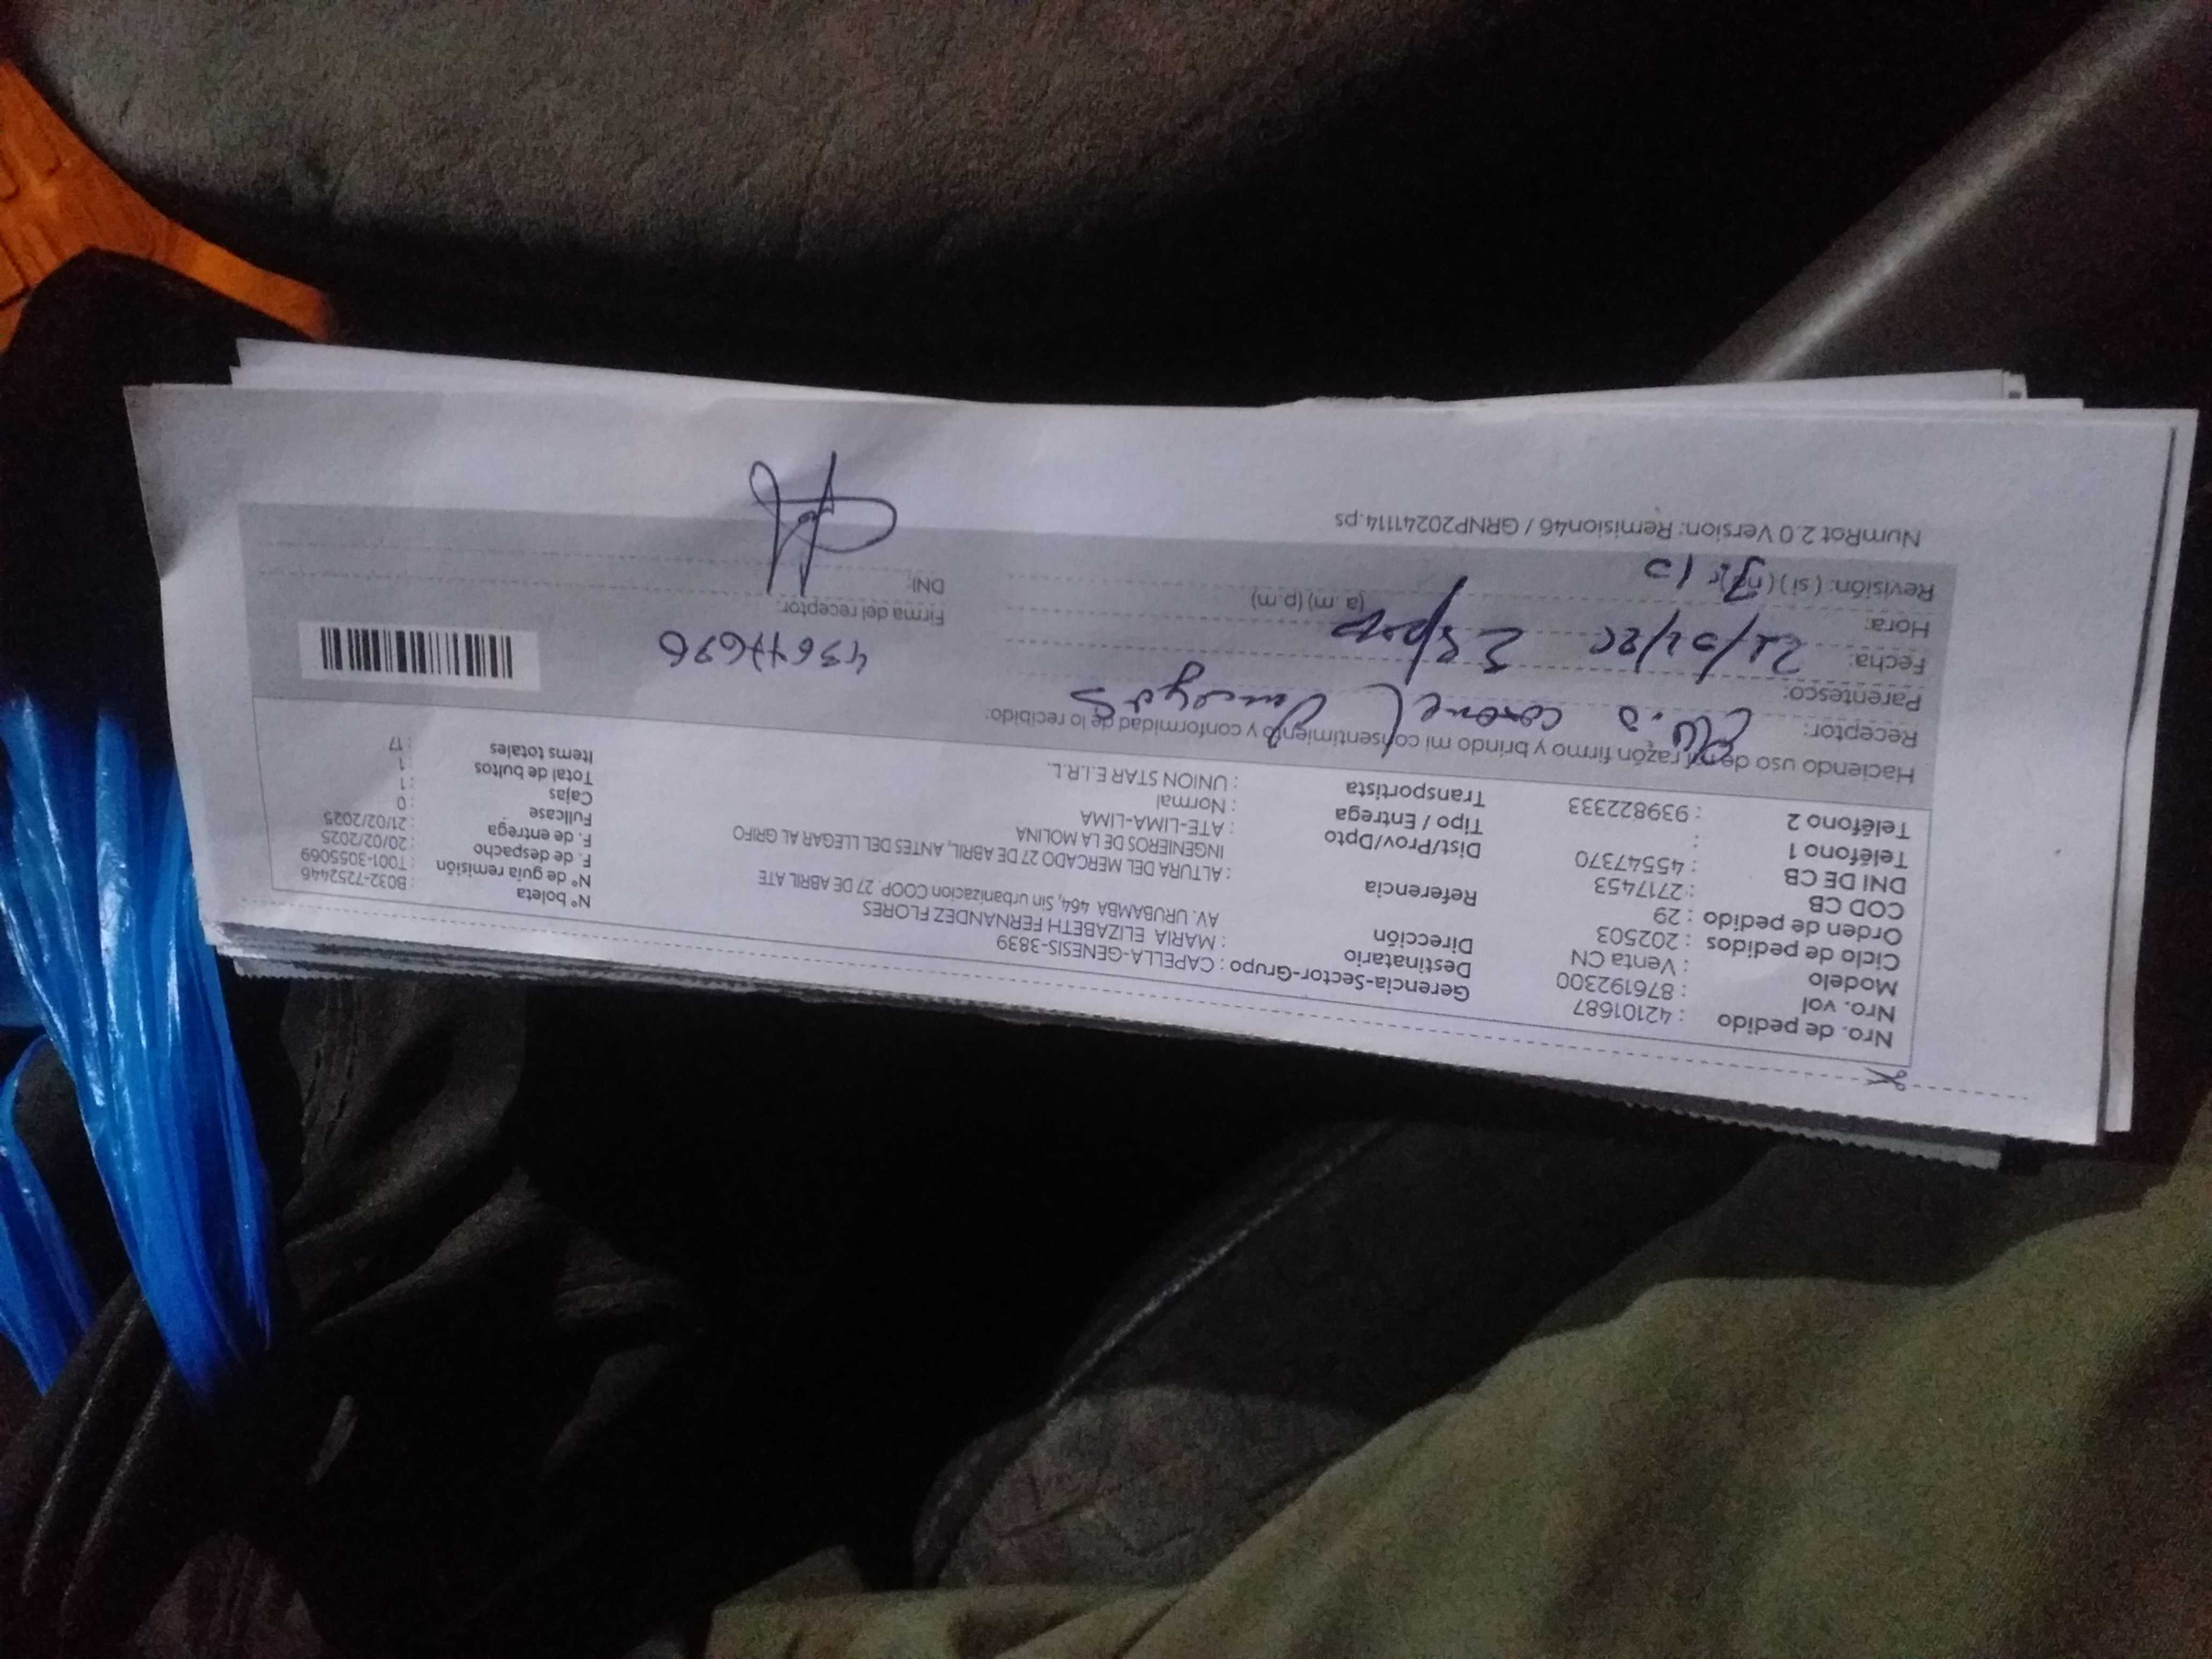 Nro. de pedido : 42101687
Nro. vol : 876192300
Modelo : Venta CN
Ciclo de pedidos : 202503
Orden de pedido : 29
COD CB : 2717453
DNI DE CB : 45547370
Teléfono 1 :
Teléfono 2 : 939822333
Gerencia-Sector-Grupo : CAPELLA-GENESIS-3839
Destinatario : MARIA ELIZABETH FERNANDEZ FLORES
Dirección AV. URUBAMBA 464, Sin urbanizacion COOP 27 DE ABRIL ATE
Referencia : ALTURA DEL MERCADO 27 DE ABRIL, ANTES DEL LLEGAR AL GRIFO
INGENIEROS DE LA MOLINA
Dist/Prov/Dpto : ATE-LIMA-LIMA
Tipo / Entrega : Normal
Transportista : UNION STAR E.I.R.L.
Nº boleta : B032-7252446
Nº de guía remisión : T001-3055069
F. de despacho : 20/02/2025
F. de entrega : 21/02/2025
Fullcase : 0
Cajas : 1
Total de bultos : 1
Items totales : 17
Haciendo uso de mi razón firmo y brindo mi consentimiento y conformidad de lo recibido:
Receptor: coronel
Parentesco: Esposo
Fecha:
Hora: (a.m) (p.m)
Revisión: (si) (no)
43647696
Firma del receptor:
DNI:
NumRot 2.0 Version: Remision46 / GRNP20241114.ps